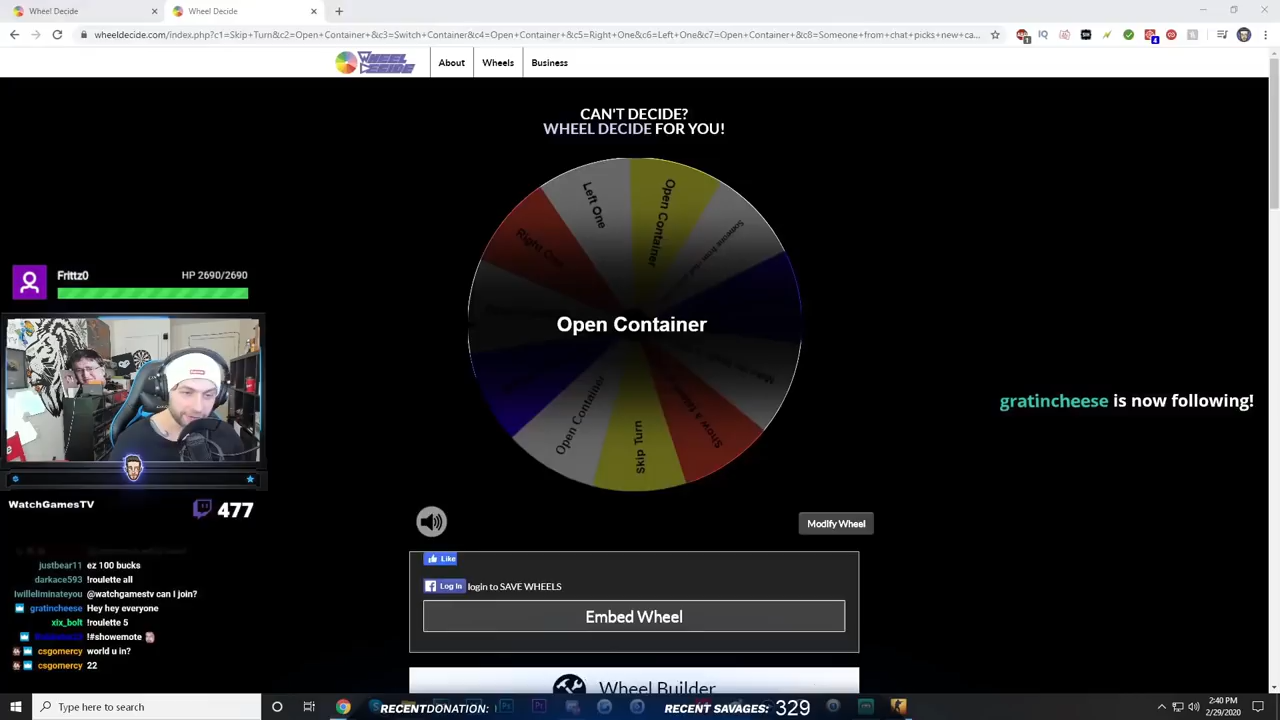 Wheel Decide
Wheel Decide
wheeldecide.com/index.php?c1=Skip+Turn&c2=Open+Container+&c3=Switch+Container&c4=Open+Container+&c5=Right+One&c6=Left+One&c7=Open+Container+&c8=Someone+from+chat+picks+new+ca...
WHEEL DECIDE
About
Wheels
Business
CAN'T DECIDE?
WHEEL DECIDE FOR YOU!
Left One
Open Container
Right One
Open Container
Open Container
Skip Turn
Frittz0
HP 2690/2690
gratincheese is now following!
WatchGamesTV
477
Modify Wheel
justbear11 ez 100 bucks
darkace593 !roulette all
Iwilleliminateyou @watchgamestv can I join?
gratincheese Hey hey everyone
xix_bolt !roulette 5
!#showemote
csgomercy world u in?
csgomercy 22
Like
Log In
login to SAVE WHEELS
Embed Wheel
Wheel Builder
Type here to search
RECENT DONATION:
RECENT SAVAGES: 329
2:40 PM
2/29/2020